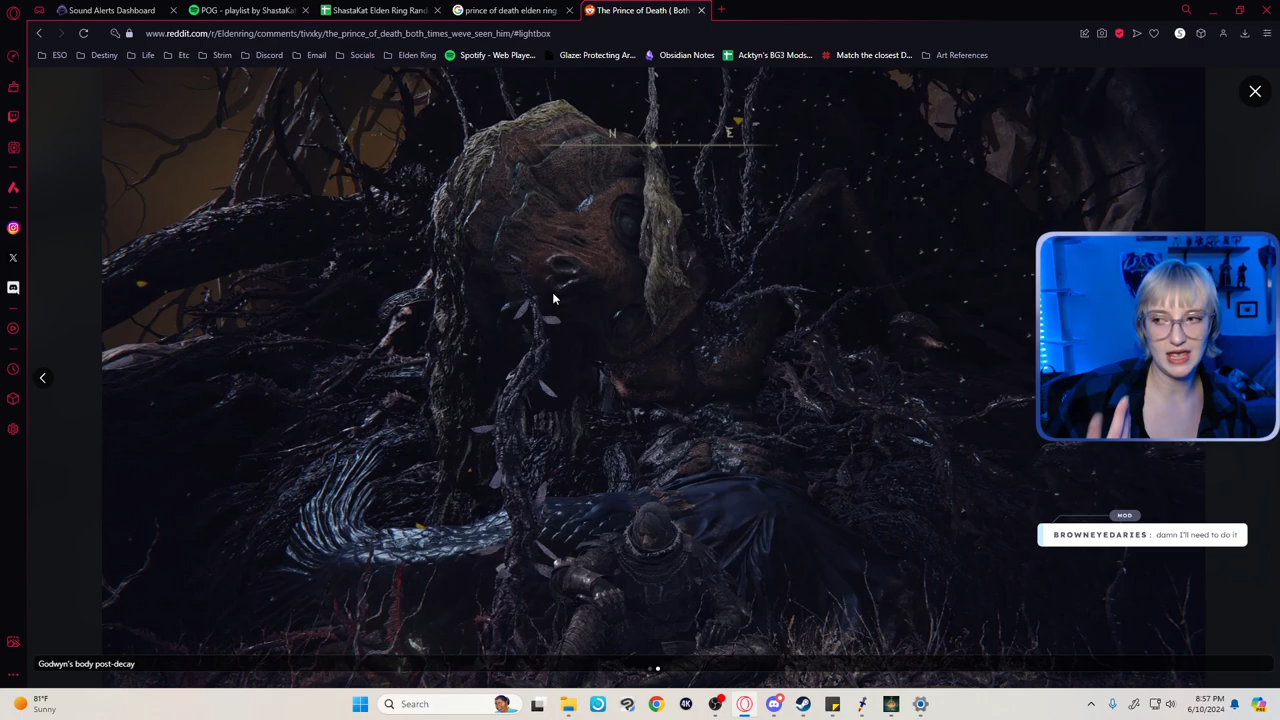 Sound Alerts Dashboard
POG - playlist by ShastaKat
ShastaKat Elden Ring Rand
prince of death elden ring
The Prince of Death ( Both
www.reddit.com/r/Eldenring/comments/tivxky/the_prince_of_death_both_times_weve_seen_him/#lightbox
ESO
Destiny
Life
Etc
Strim
Discord
Email
Socials
Elden Ring
Spotify - Web Playe...
Glaze: Protecting Ar...
Obsidian Notes
Acktyn's BG3 Mods...
Match the closest D...
Art References
N
E
MOD
BROWNEYEDARIES : damn I'll need to do it
Godwyn's body post-decay
81°F
Sunny
Search
4K
8:57 PM
6/10/2024